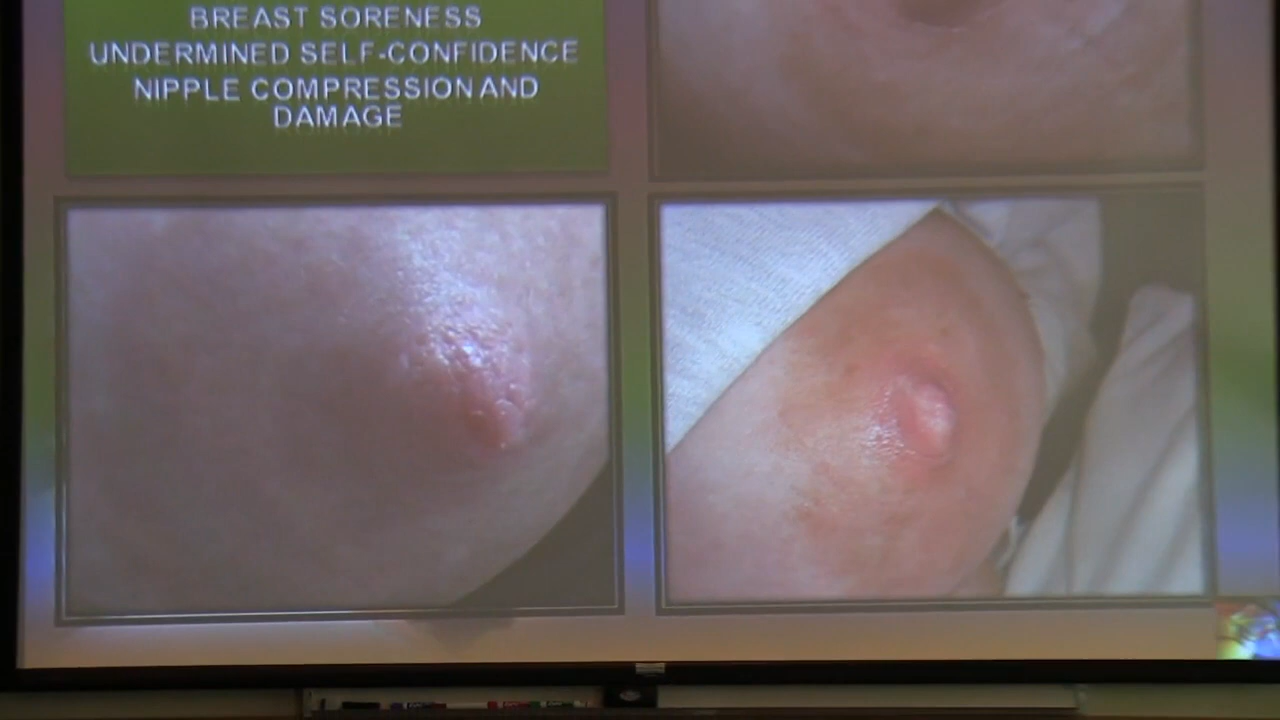 BREAST SORENESS
UNDERMINED SELF-CONFIDENCE
NIPPLE COMPRESSION AND
DAMAGE